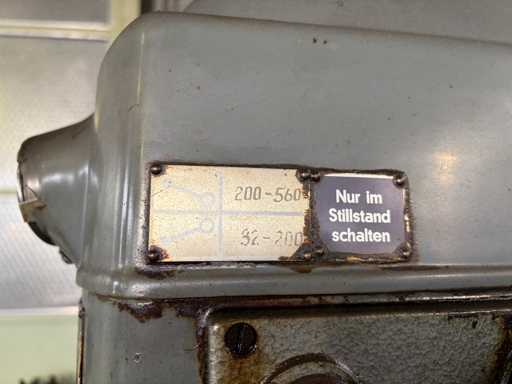 200-560
32-200
Nur im
Stillstand
schalten